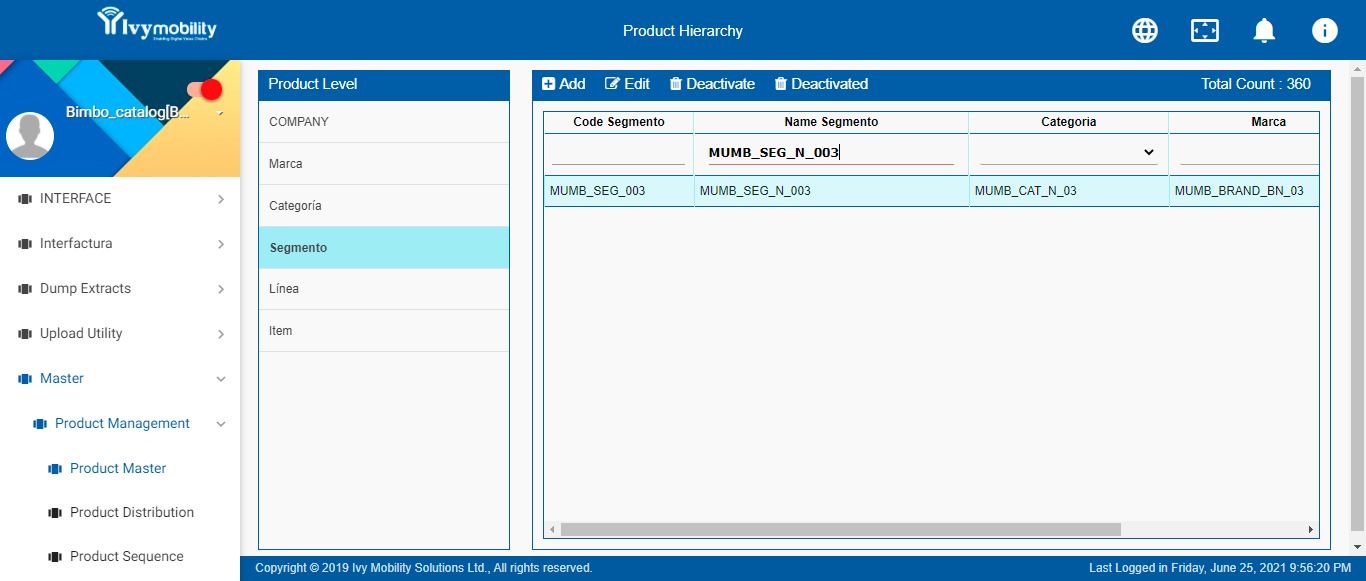 Ivymobility
Enabling Digital Value Chains
Product Hierarchy
Bimbo_catalog[B...
INTERFACE
Interfactura
Dump Extracts
Upload Utility
Master
Product Management
Product Master
Product Distribution
Product Sequence
Product Level
COMPANY
Marca
Categoría
Segmento
Línea
Item
Add Edit Deactivate Deactivated Total Count : 360
Code Segmento Name Segmento Categoria Marca
MUMB_SEG_N_003
MUMB_SEG_003 MUMB_SEG_N_003 MUMB_CAT_N_03 MUMB_BRAND_BN_03
Copyright © 2019 Ivy Mobility Solutions Ltd., All rights reserved. Last Logged in Friday, June 25, 2021 9:56:20 PM